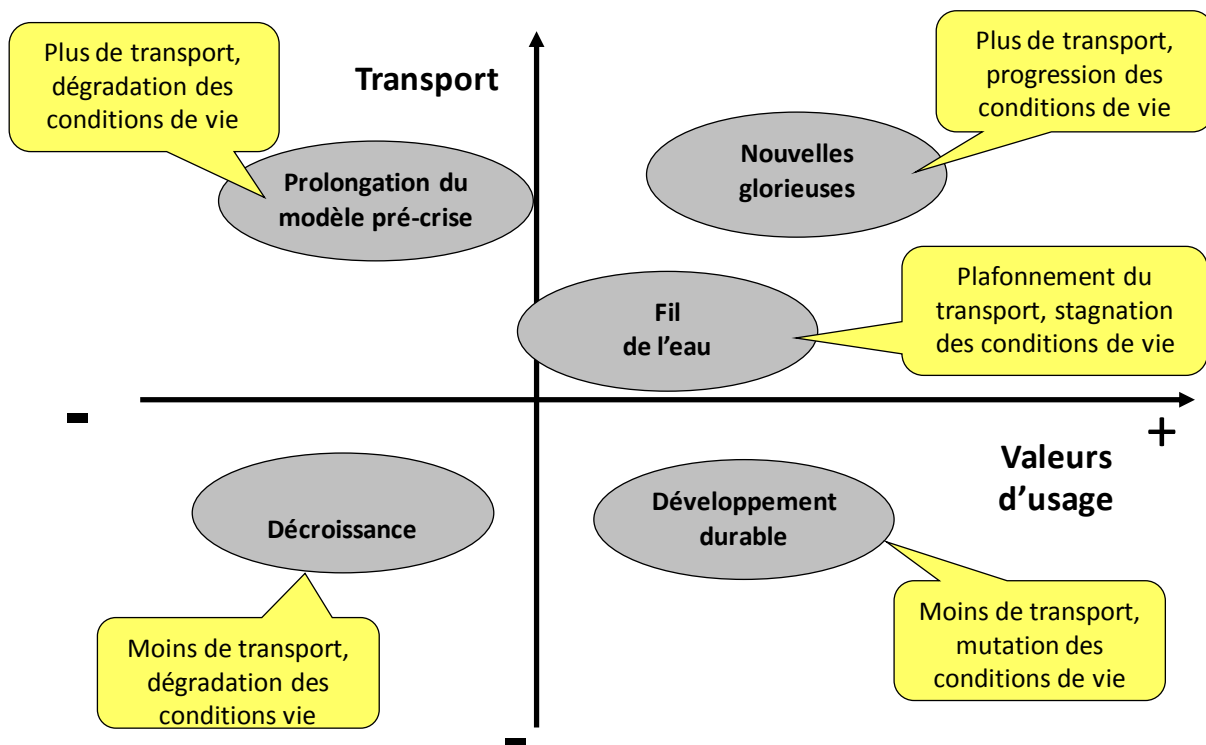 Plus de transport,
dégradation des
conditions de vie
Transport
Plus de transport,
progression des
conditions de vie
Prolongation du
modèle pré-crise
Nouvelles
glorieuses
Fil
de l’eau
Plafonnement du
transport, stagnation
des conditions de vie
-
+
Valeurs
d’usage
Décroissance
Développement
durable
Moins de transport,
dégradation des
conditions vie
Moins de transport,
mutation des
conditions de vie
-